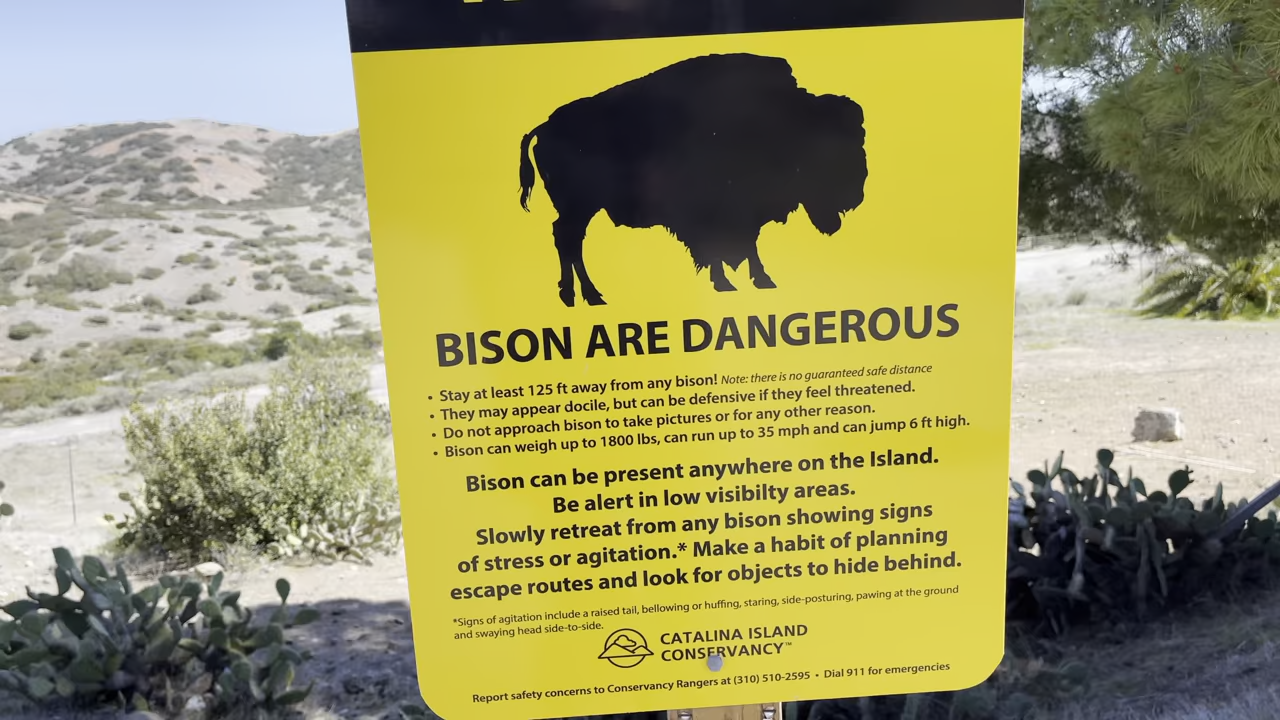 BISON ARE DANGEROUS
• Stay at least 125 ft away from any bison! Note: there is no guaranteed safe distance
• They may appear docile, but can be defensive if they feel threatened.
• Do not approach bison to take pictures or for any other reason.
• Bison can weigh up to 1800 lbs, can run up to 35 mph and can jump 6 ft high.
Bison can be present anywhere on the Island.
Be alert in low visibilty areas.
Slowly retreat from any bison showing signs
of stress or agitation.* Make a habit of planning
escape routes and look for objects to hide behind.
*Signs of agitation include a raised tail, bellowing or huffing, staring, side-posturing, pawing at the ground
and swaying head side-to-side.
CATALINA ISLAND
CONSERVANCY™
Report safety concerns to Conservancy Rangers at (310) 510-2595 • Dial 911 for emergencies